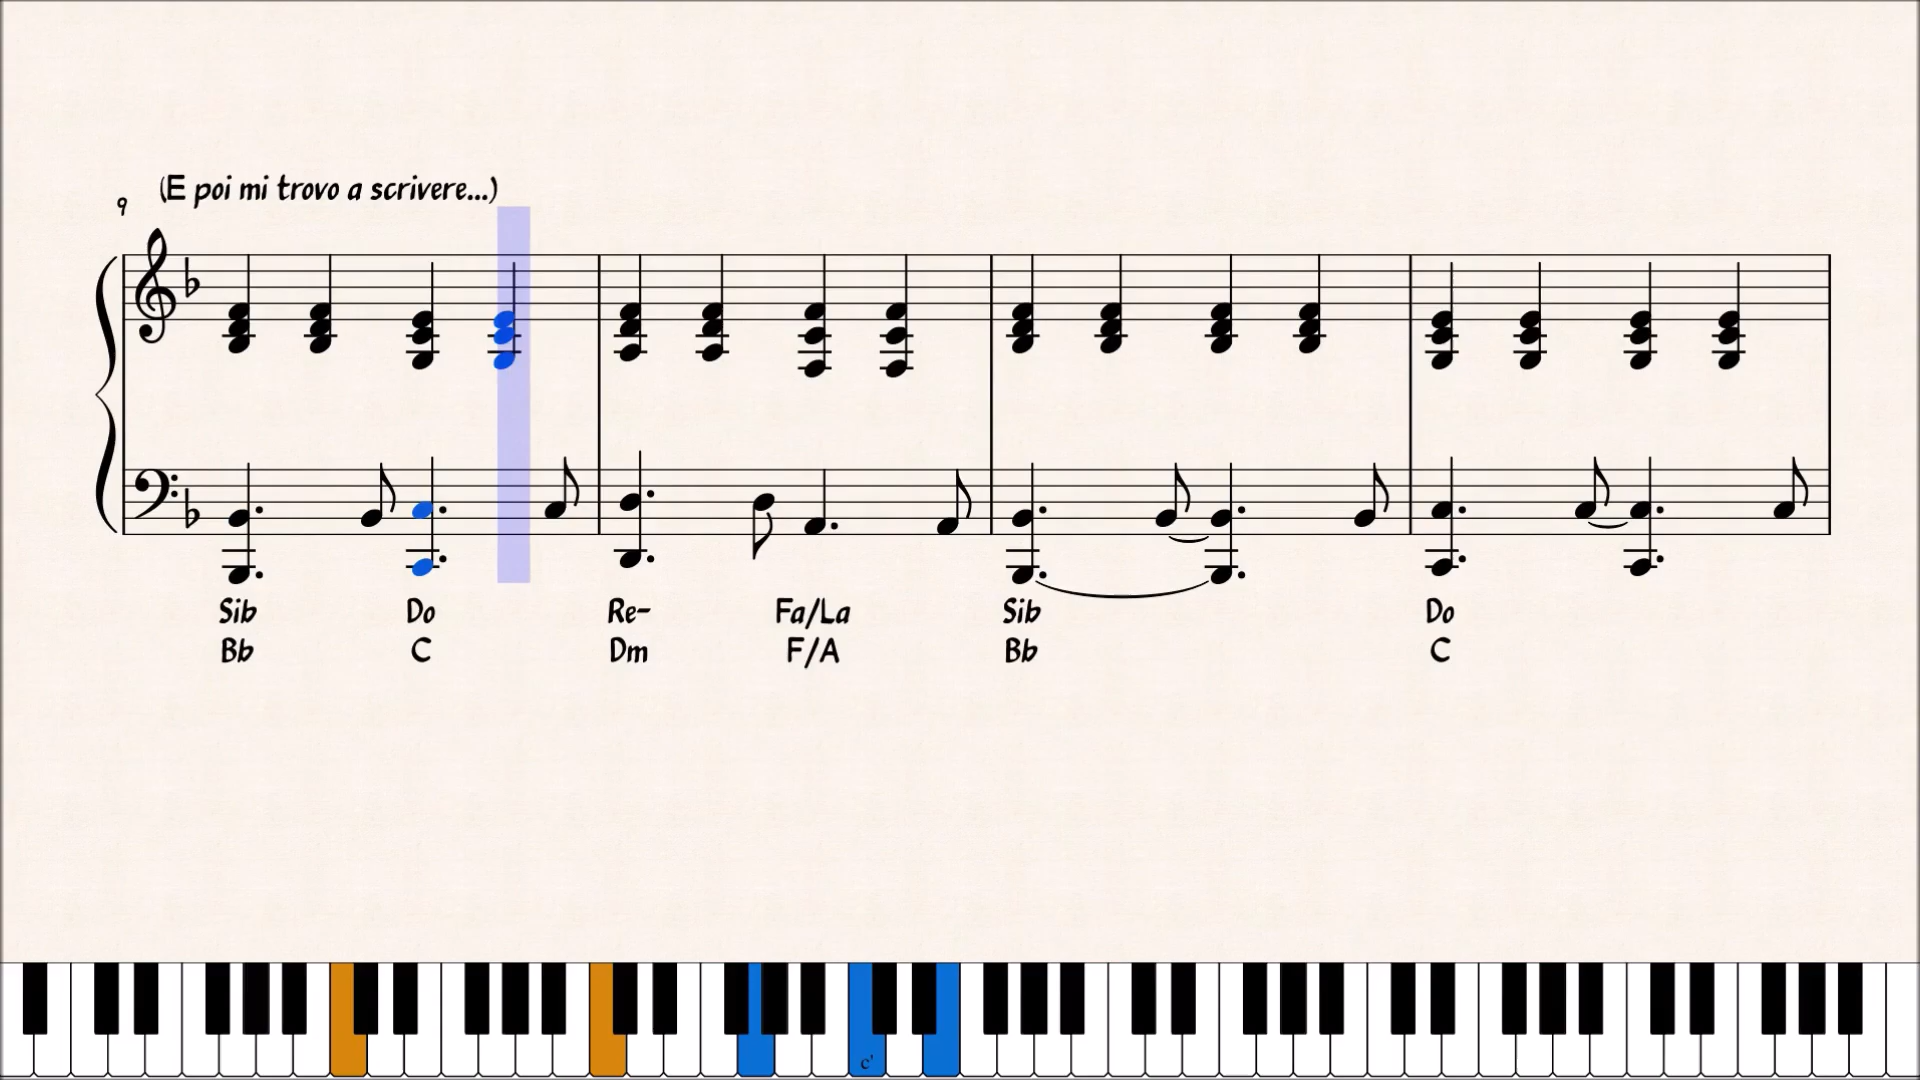 (E poi mi trovo a scrivere...)
9
Sib Do Re- Fa/La Sib Do
Bb C Dm F/A Bb C
c'